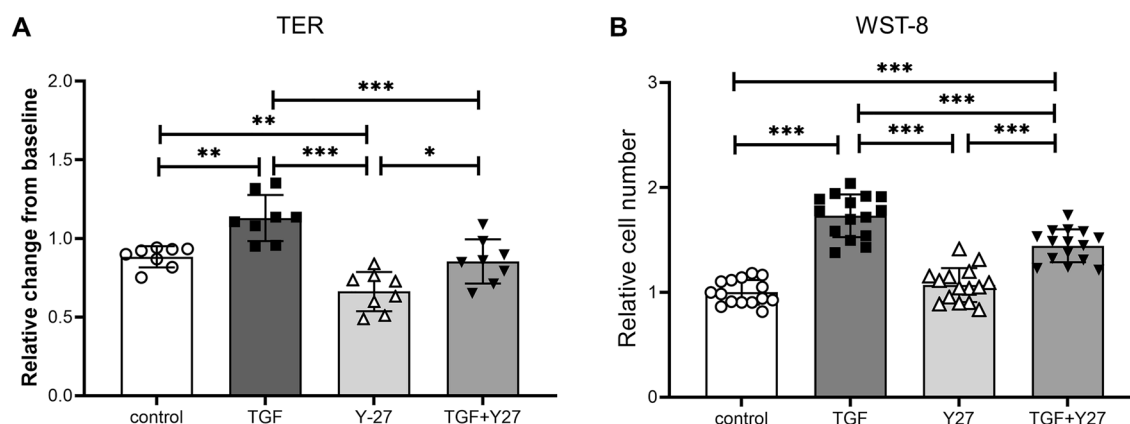 A
TER
Relative change from baseline
2.0
1.5
1.0
0.5
0.0
***
**
**
***
*
control
TGF
Y-27
TGF+Y27
B
WST-8
Relative cell number
3
2
1
0
***
***
***
***
***
control
TGF
Y27
TGF+Y27